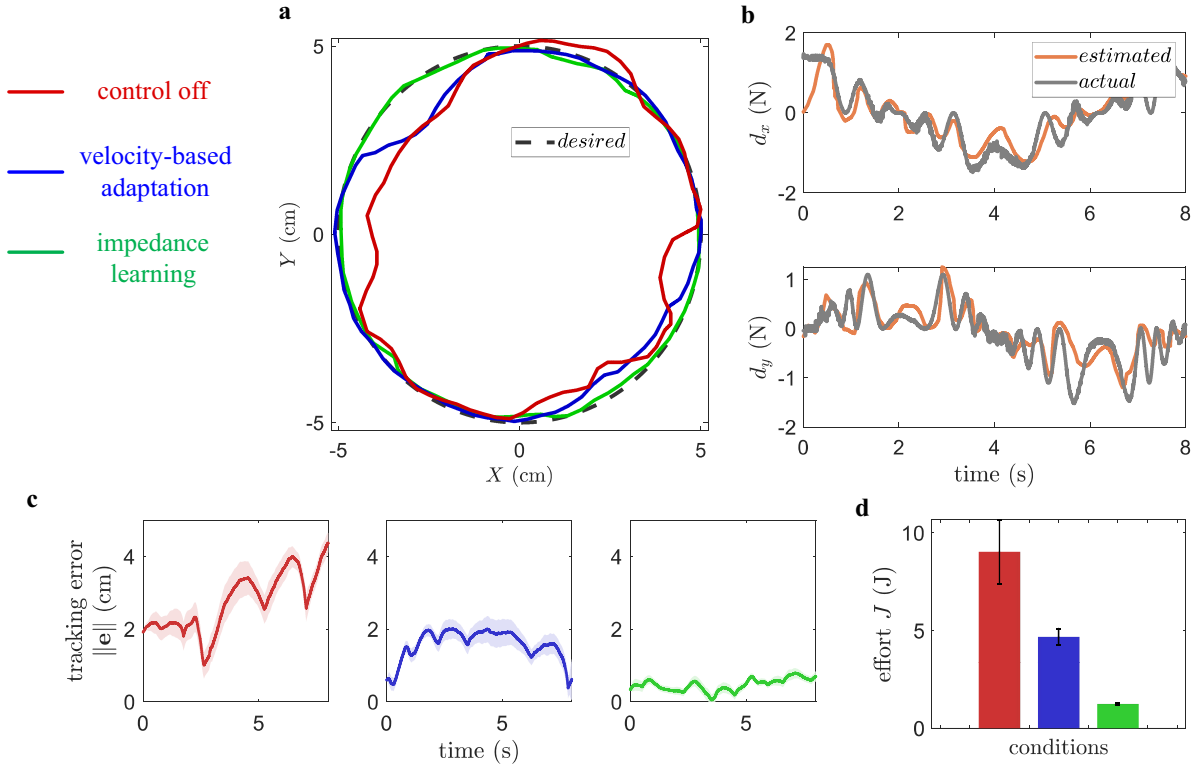 a
b
control off
velocity-based
adaptation
impedance
learning
5
0
-5
Y (cm)
-5
0
5
X (cm)
desired
2
0
-2
d_x (N)
estimated
actual
0
2
4
6
8
1
0
-1
-2
d_y (N)
0
2
4
6
8
time (s)
c
tracking error
‖e‖ (cm)
4
2
0
0
5
4
2
0
0
5
time (s)
4
2
0
0
5
d
effort J (J)
10
5
0
conditions